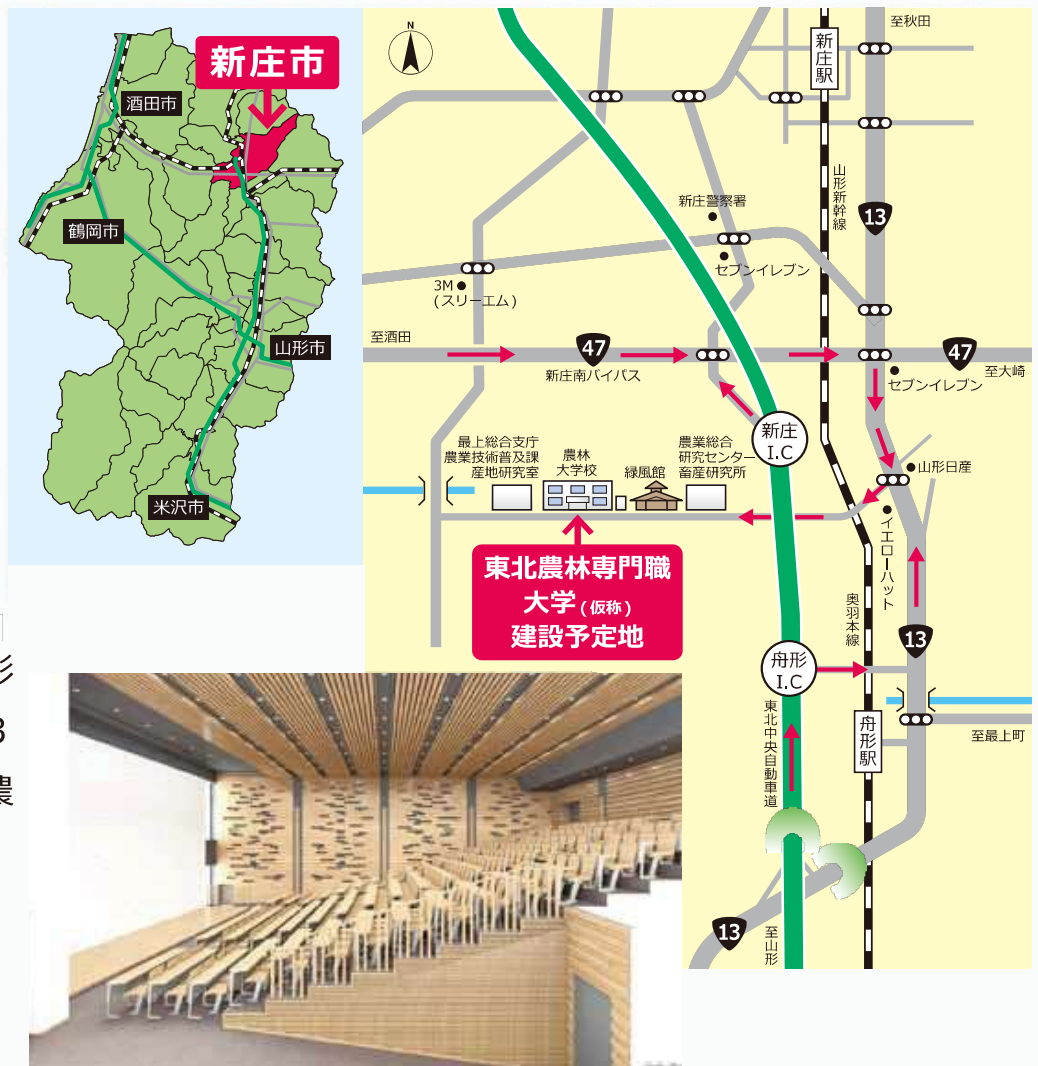 新庄市
酒田市
鶴岡市
山形市
米沢市
N
至秋田
新庄駅
山形新幹線
13
新庄警察署
セブンイレブン
3M
(スリーエム)
至酒田
47
新庄南バイパス
47
至大崎
セブンイレブン
新庄
I.C
山形日産
イエローハット
最上総合支庁
農業技術普及課
産地研究室
農林
大学校
緑風館
農業総合
研究センター
畜産研究所
東北農林専門職
大学(仮称)
建設予定地
奥羽本線
13
舟形
I.C
東北中央自動車道
舟形駅
至最上町
13
至山形
形
3
農